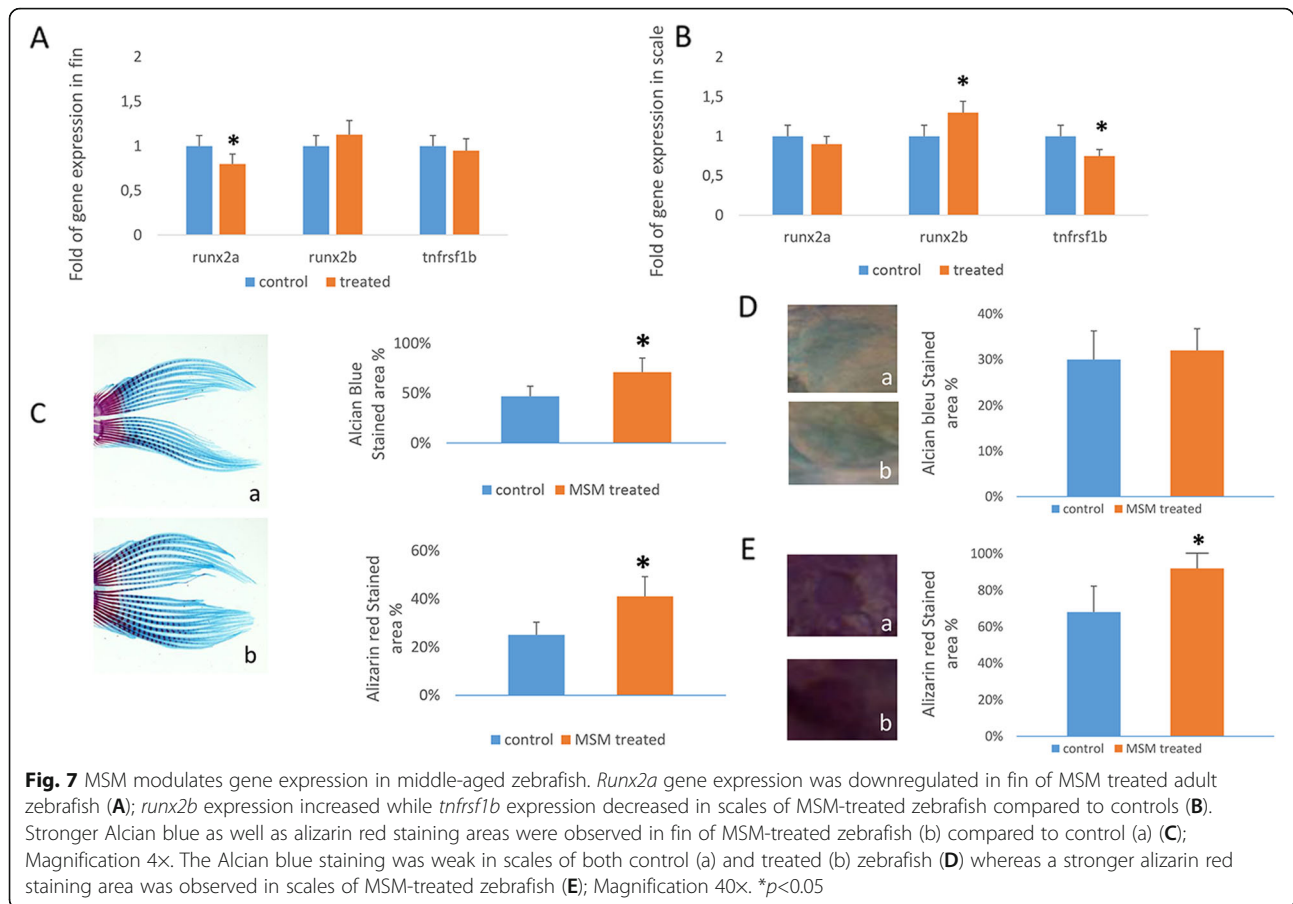 A
Fold of gene expression in fin
2
1,5
1
0,5
0
*
runx2a
runx2b
tnfrsf1b
control
treated
B
Fold of gene expression in scale
2
1,5
1
0,5
0
*
*
runx2a
runx2b
tnfrsf1b
control
treated
C
a
b
Alcian Blue
Stained area %
100%
50%
0%
*
control
MSM treated
Alizarin red Stained
area %
60%
40%
20%
0%
*
control
MSM treated
D
a
b
Alcian bleu Stained
area %
40%
30%
20%
10%
0%
control
MSM treated
E
a
b
Alizarin red Stained
area %
100%
80%
60%
40%
20%
0%
*
control
MSM treated
Fig. 7 MSM modulates gene expression in middle-aged zebrafish. Runx2a gene expression was downregulated in fin of MSM treated adult
zebrafish (A); runx2b expression increased while tnfrsf1b expression decreased in scales of MSM-treated zebrafish compared to controls (B).
Stronger Alcian blue as well as alizarin red staining areas were observed in fin of MSM-treated zebrafish (b) compared to control (a) (C);
Magnification 4×. The Alcian blue staining was weak in scales of both control (a) and treated (b) zebrafish (D) whereas a stronger alizarin red
staining area was observed in scales of MSM-treated zebrafish (E); Magnification 40×. *p<0.05